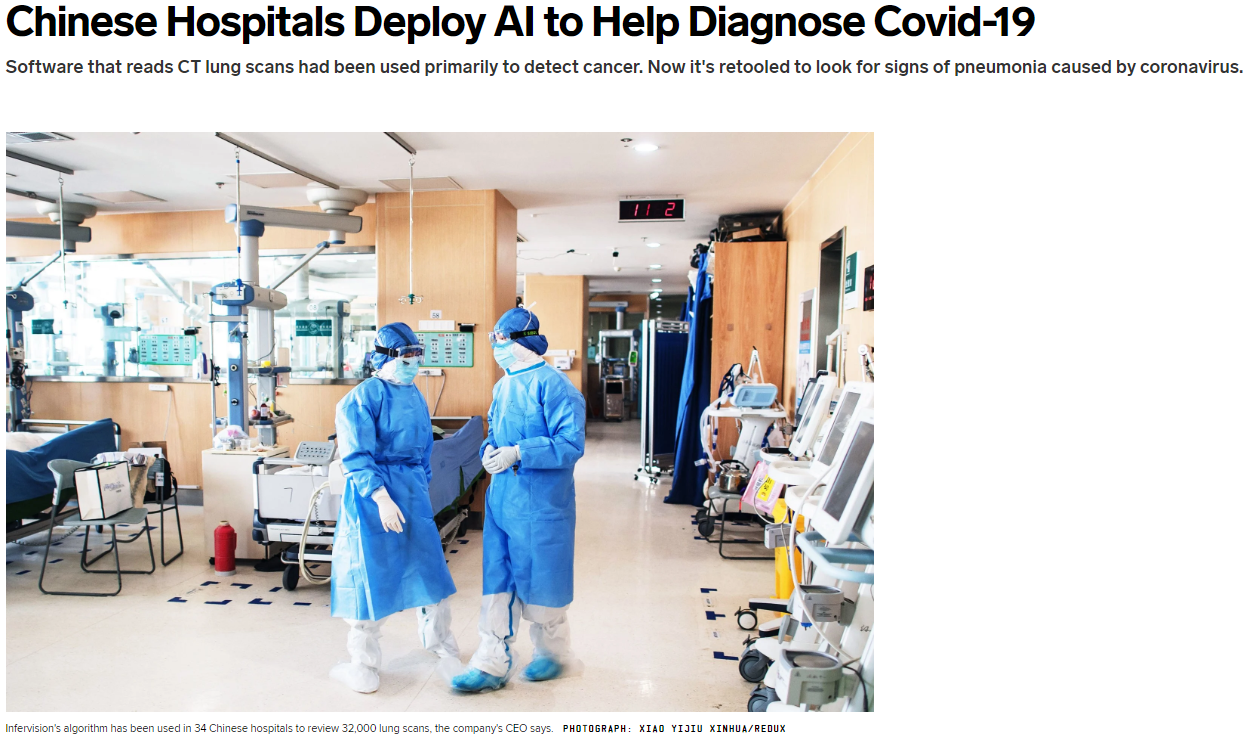 Chinese Hospitals Deploy AI to Help Diagnose Covid-19
Software that reads CT lung scans had been used primarily to detect cancer. Now it's retooled to look for signs of pneumonia caused by coronavirus.
11 2
7
Infervision's algorithm has been used in 34 Chinese hospitals to review 32,000 lung scans, the company's CEO says. PHOTOGRAPH: XIAO YIJIU XINHUA/REDUX